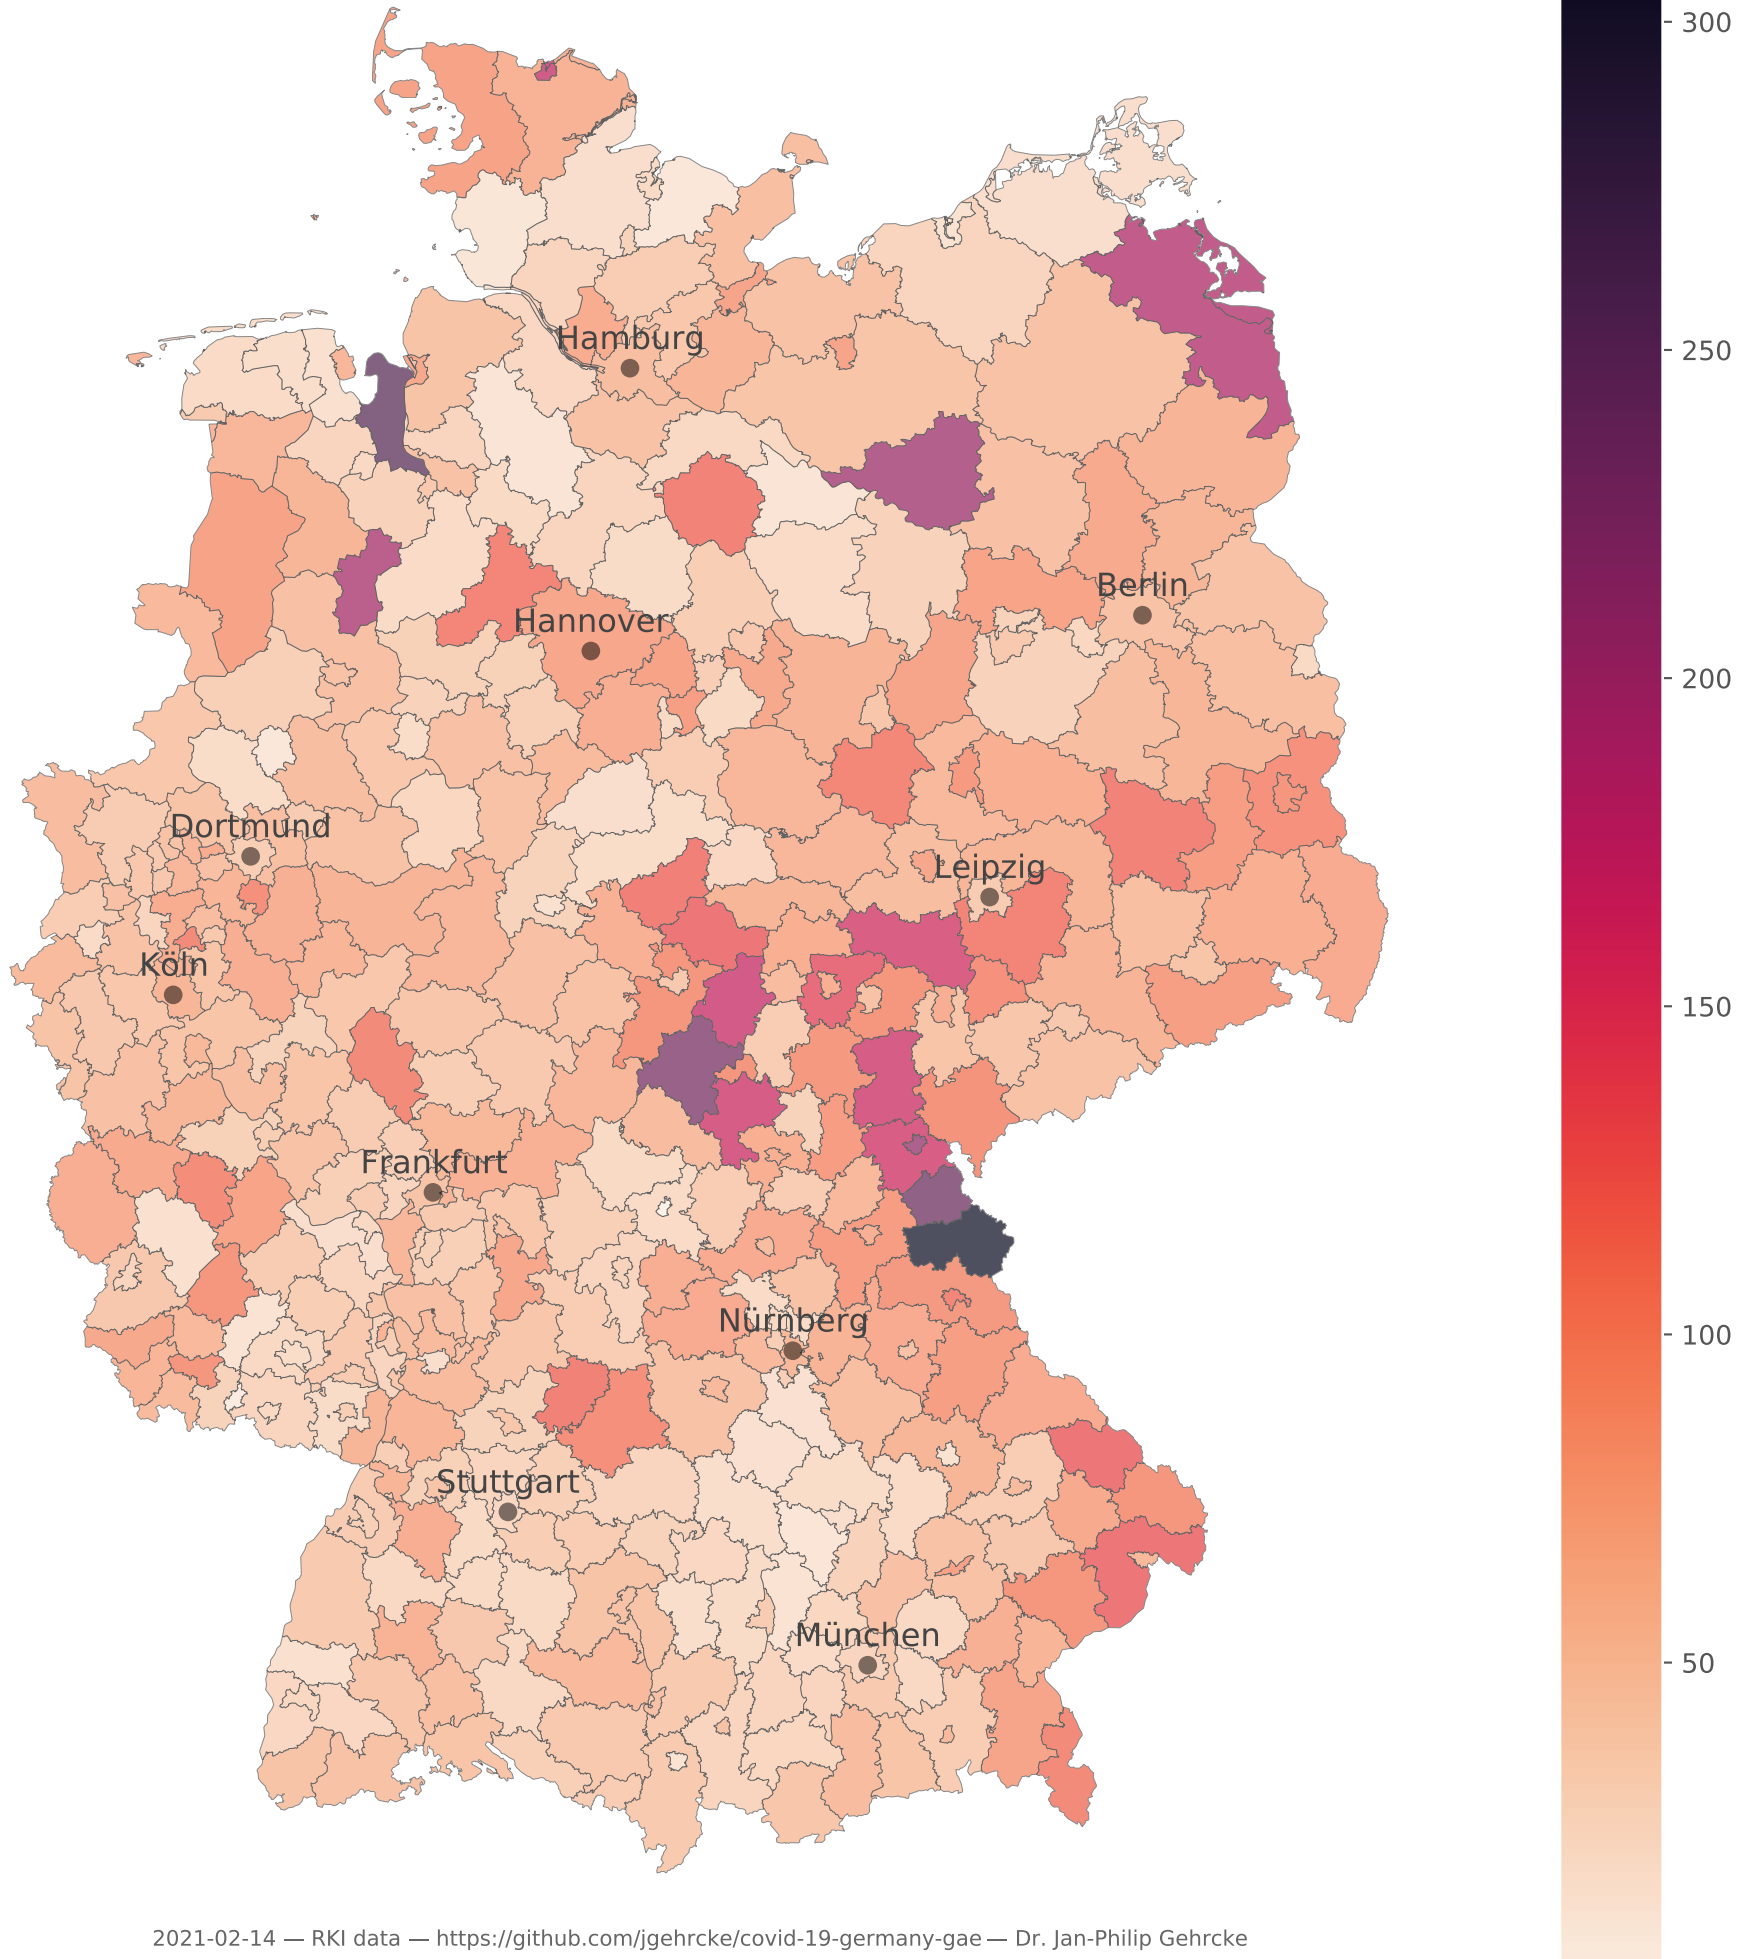 300
250
200
150
100
50
Hamburg
Berlin
Hannover
Dortmund
Leipzig
Köln
Frankfurt
Nürnberg
Stuttgart
München
2021-02-14 — RKI data — https://github.com/jgehrcke/covid-19-germany-gae — Dr. Jan-Philip Gehrcke